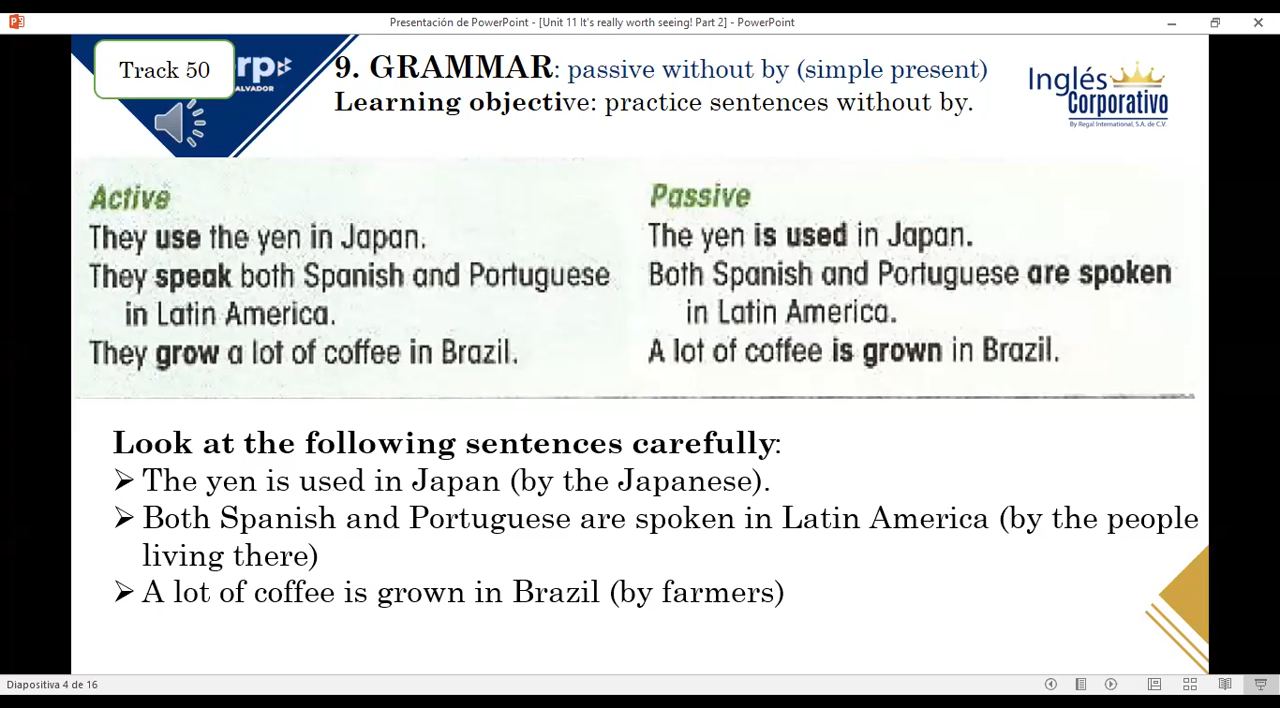 Presentación de PowerPoint - [Unit 11 It's really worth seeing! Part 2] - PowerPoint
Track 50
rp
ALVADOR
9. GRAMMAR: passive without by (simple present)
Learning objective: practice sentences without by.
Inglés
Corporativo
By Regal International, S.A. de C.V.
Active
They use the yen in Japan.
They speak both Spanish and Portuguese
in Latin America.
They grow a lot of coffee in Brazil.
Passive
The yen is used in Japan.
Both Spanish and Portuguese are spoken
in Latin America.
A lot of coffee is grown in Brazil.
Look at the following sentences carefully:
The yen is used in Japan (by the Japanese).
Both Spanish and Portuguese are spoken in Latin America (by the people
living there)
A lot of coffee is grown in Brazil (by farmers)
Diapositiva 4 de 16